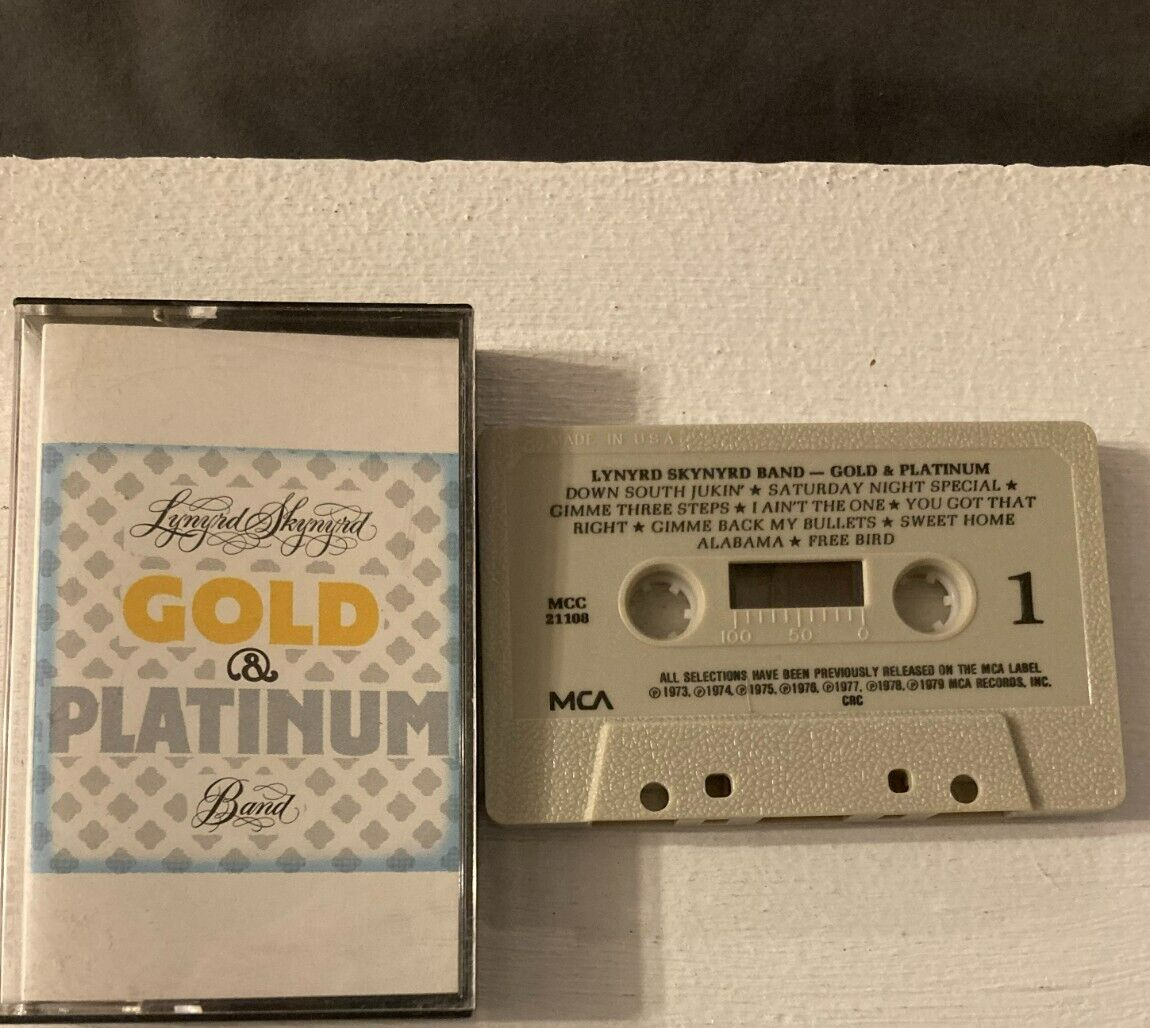 Lynyrd Skynyrd
GOLD
&
PLATINUM
Band
MADE IN U.S.A.
LYNYRD SKYNYRD BAND — GOLD & PLATINUM
DOWN SOUTH JUKIN' ★ SATURDAY NIGHT SPECIAL ★
GIMME THREE STEPS ★ I AIN'T THE ONE ★ YOU GOT THAT
RIGHT ★ GIMME BACK MY BULLETS ★ SWEET HOME
ALABAMA ★ FREE BIRD
MCC
21108
1
100 50 0
ALL SELECTIONS HAVE BEEN PREVIOUSLY RELEASED ON THE MCA LABEL
℗1973, ℗1974, ℗1975, ℗1976, ℗1977, ℗1978, ℗1979 MCA RECORDS, INC.
CRC
MCA